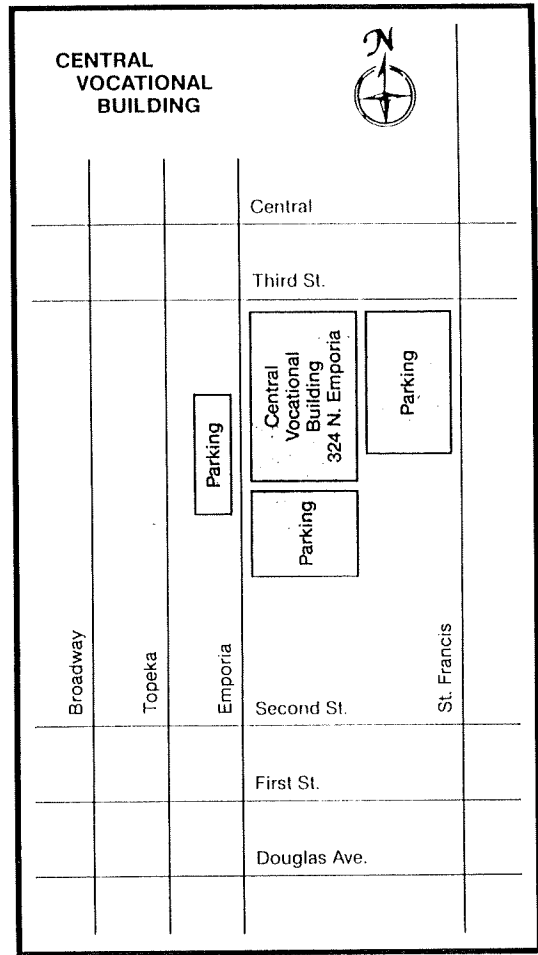 CENTRAL
VOCATIONAL
BUILDING
N
Central
Third St.
Central
Vocational
Building
324 N. Emporia
Parking
Parking
Parking
Broadway
Topeka
Emporia
St. Francis
Second St.
First St.
Douglas Ave.